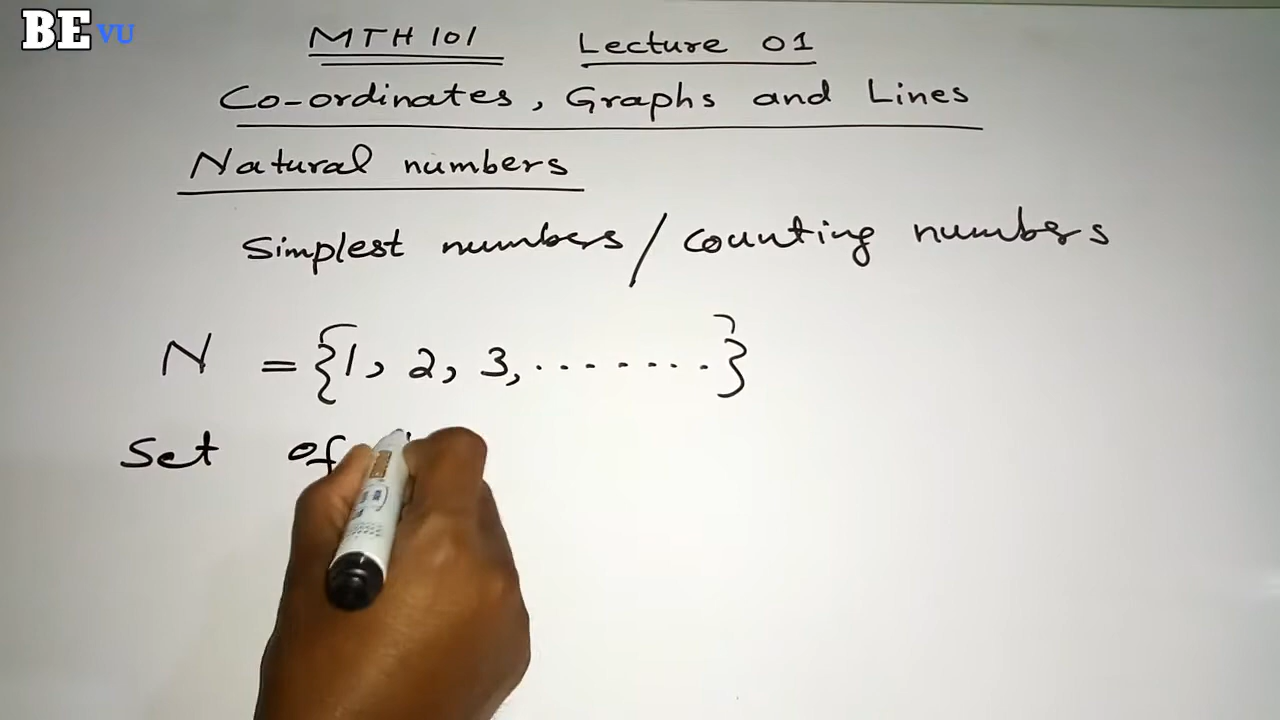 BE VU
MTH 101 Lecture 01
Co-ordinates, Graphs and Lines
Natural numbers
Simplest numbers / counting numbers
N = {1, 2, 3, ....... }
Set of